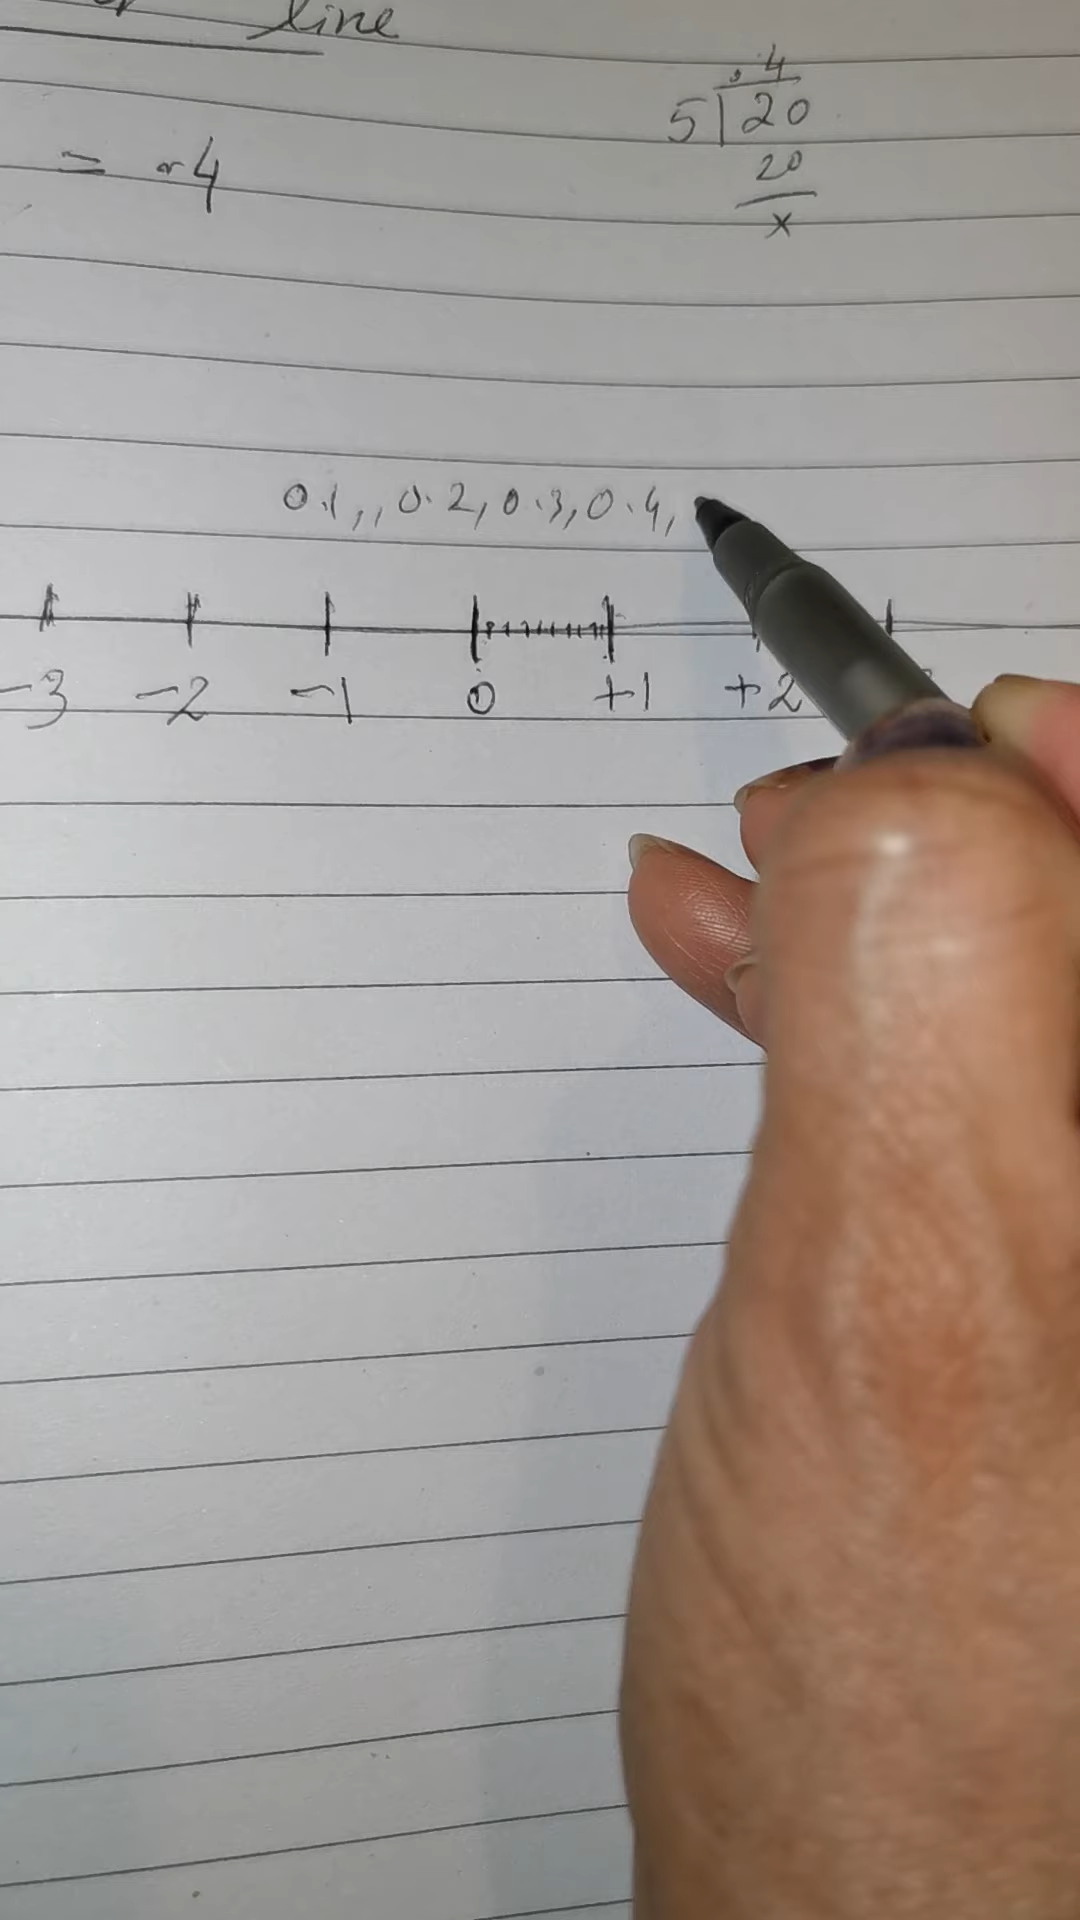 line
.4
5 20
= .4
20
x
0.1,, 0.2, 0.3, 0.4,
-3 -2 -1 0 +1 +2